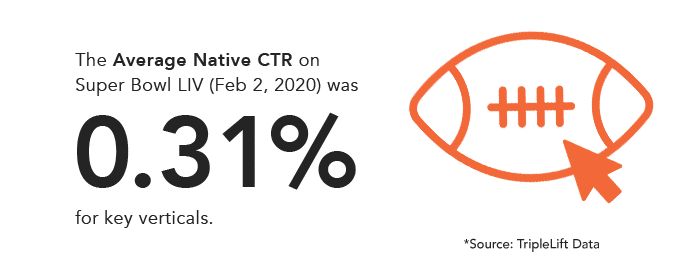 The Average Native CTR on
Super Bowl LIV (Feb 2, 2020) was
0.31%
for key verticals.
*Source: TripleLift Data